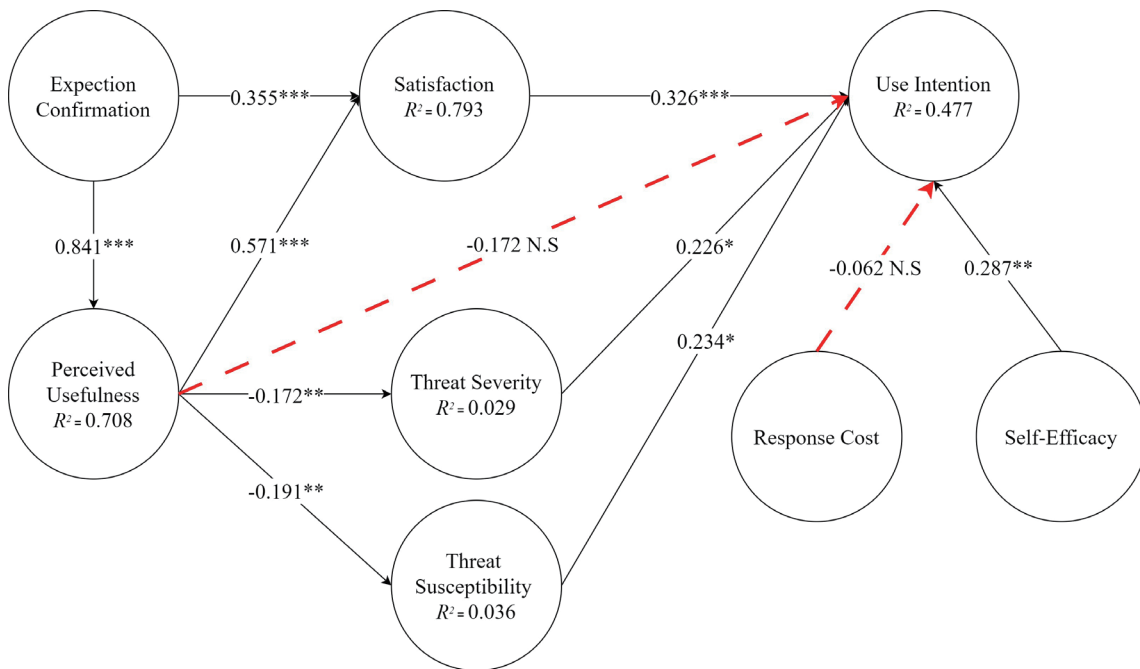 Expection
Confirmation
0.355***
Satisfaction
R² = 0.793
0.326***
Use Intention
R² = 0.477
0.841***
0.571***
-0.172 N.S
0.226*
-0.062 N.S
0.287**
0.234*
Perceived
Usefulness
R² = 0.708
-0.172**
Threat Severity
R² = 0.029
Response Cost
Self-Efficacy
-0.191**
Threat
Susceptibility
R² = 0.036